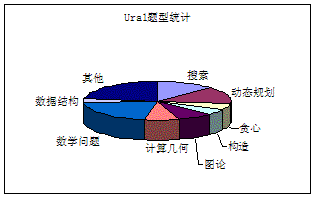 Ural题型统计
其他
搜索
数据结构
动态规划
贪心
数学问题
计算几何
构造
图论